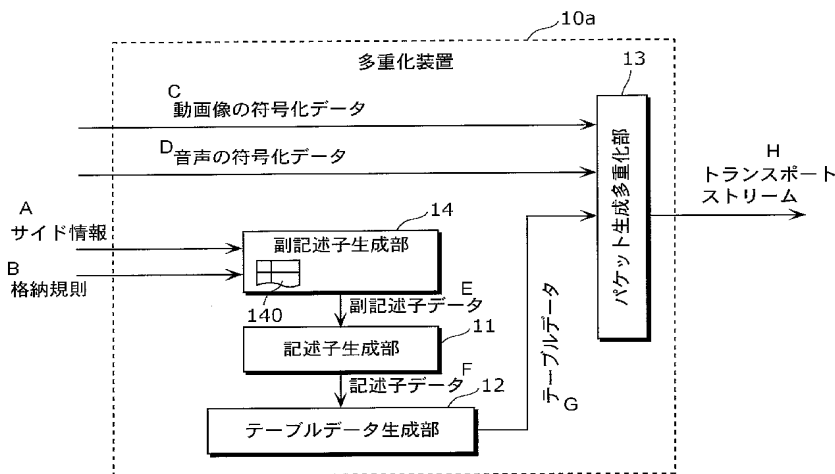 10a
多重化装置
13
C
動画像の符号化データ
D
音声の符号化データ
パケット生成多重化部
H
トランスポート
ストリーム
A
サイド情報
B
格納規則
14
副記述子生成部
140
E
副記述子データ
11
記述子生成部
F
記述子データ
12
テーブルデータ生成部
テーブルデータ
G